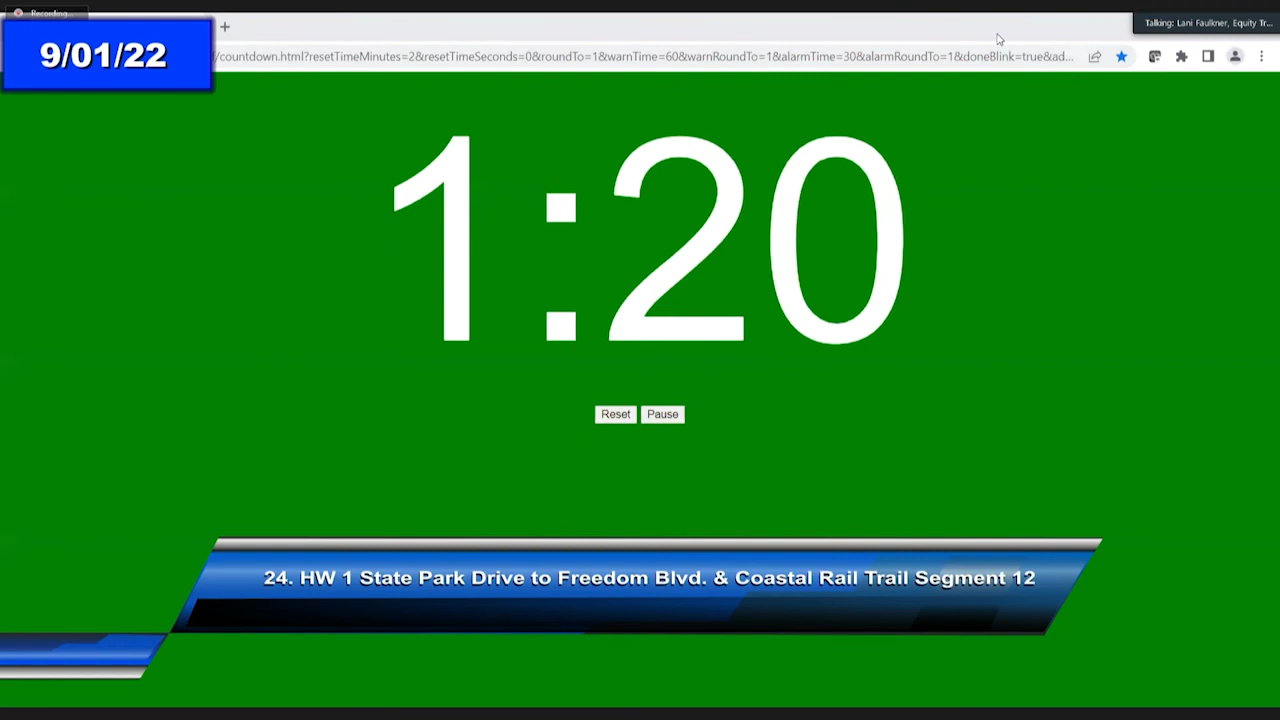 Recording...
9/01/22
Talking: Lani Faulkner, Equity Tr...
/countdown.html?resetTimeMinutes=2&resetTimeSeconds=0&roundTo=1&warnTime=60&warnRoundTo=1&alarmTime=30&alarmRoundTo=1&doneBlink=true&ad...
1:20
Reset Pause
24. HW 1 State Park Drive to Freedom Blvd. & Coastal Rail Trail Segment 12